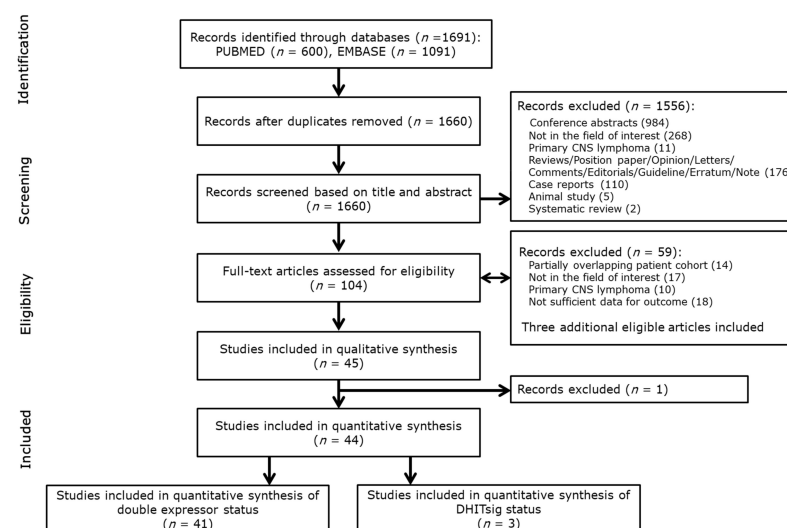 Identification
Records identified through databases (n =1691):
PUBMED (n = 600), EMBASE (n = 1091)
Records after duplicates removed (n = 1660)
Screening
Records screened based on title and abstract
(n = 1660)
Records excluded (n = 1556):
Conference abstracts (984)
Not in the field of interest (268)
Primary CNS lymphoma (11)
Reviews/Position paper/Opinion/Letters/
Comments/Editorials/Guideline/Erratum/Note (176
Case reports (110)
Animal study (5)
Systematic review (2)
Eligibility
Full-text articles assessed for eligibility
(n = 104)
Records excluded (n = 59):
Partially overlapping patient cohort (14)
Not in the field of interest (17)
Primary CNS lymphoma (10)
Not sufficient data for outcome (18)
Three additional eligible articles included
Studies included in qualitative synthesis
(n = 45)
Records excluded (n = 1)
Included
Studies included in quantitative synthesis
(n = 44)
Studies included in quantitative synthesis of
double expressor status
(n = 41)
Studies included in quantitative synthesis of
DHITsig status
(n = 3)